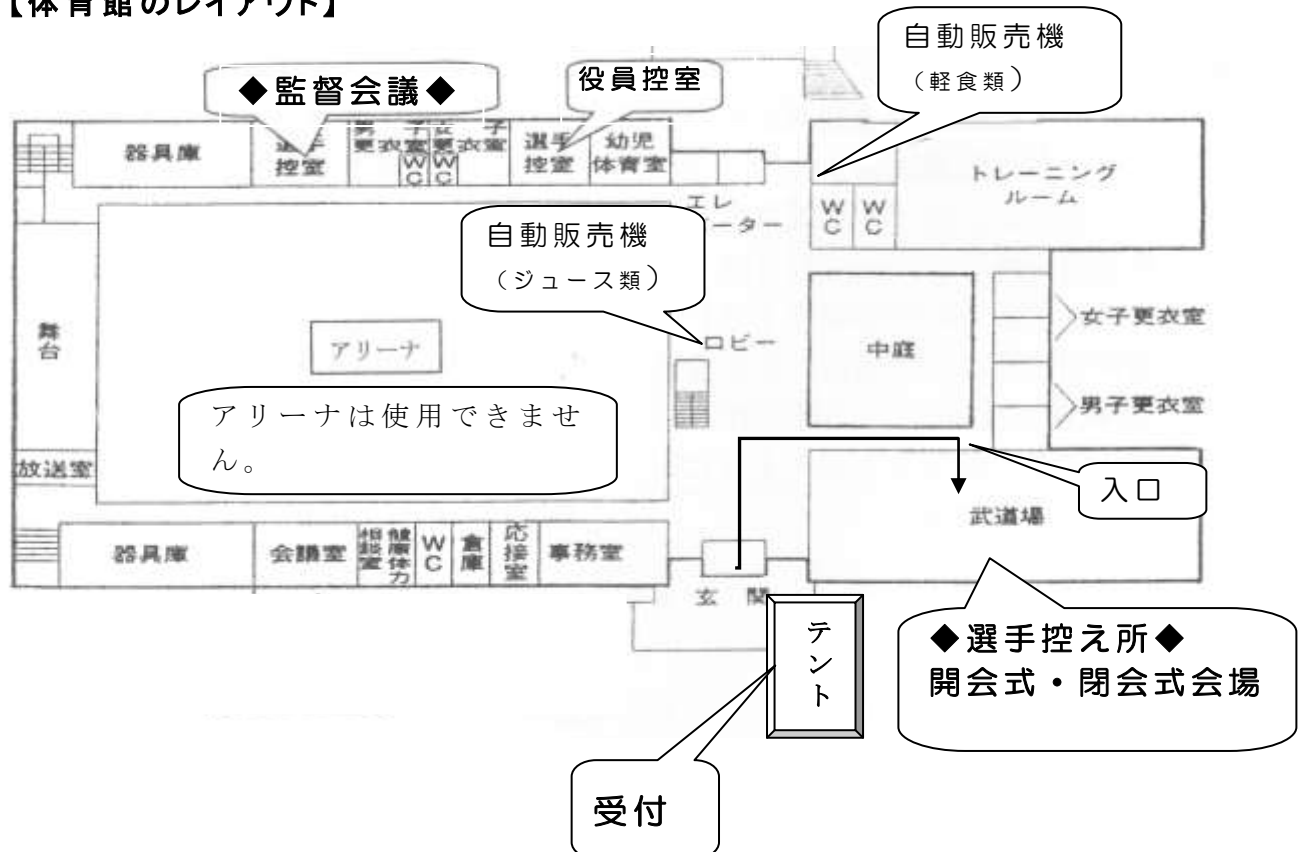 【体育館のレイアウト】
自動販売機
（軽食類）
◆監督会議◆
役員控室
器具庫
選手
控室
男子
更衣室
WC
女子
更衣室
WC
選手
控室
幼児
体育室
トレーニング
ルーム
WC
WC
エレ
ーター
自動販売機
（ジュース類）
舞台
アリーナ
ロビー
中庭
女子更衣室
男子更衣室
アリーナは使用できませ
ん。
放送室
入口
武道場
器具庫
会議室
健康体力
相談室
WC
倉庫
応接室
事務室
玄関
テント
◆選手控え所◆
開会式・閉会式会場
受付